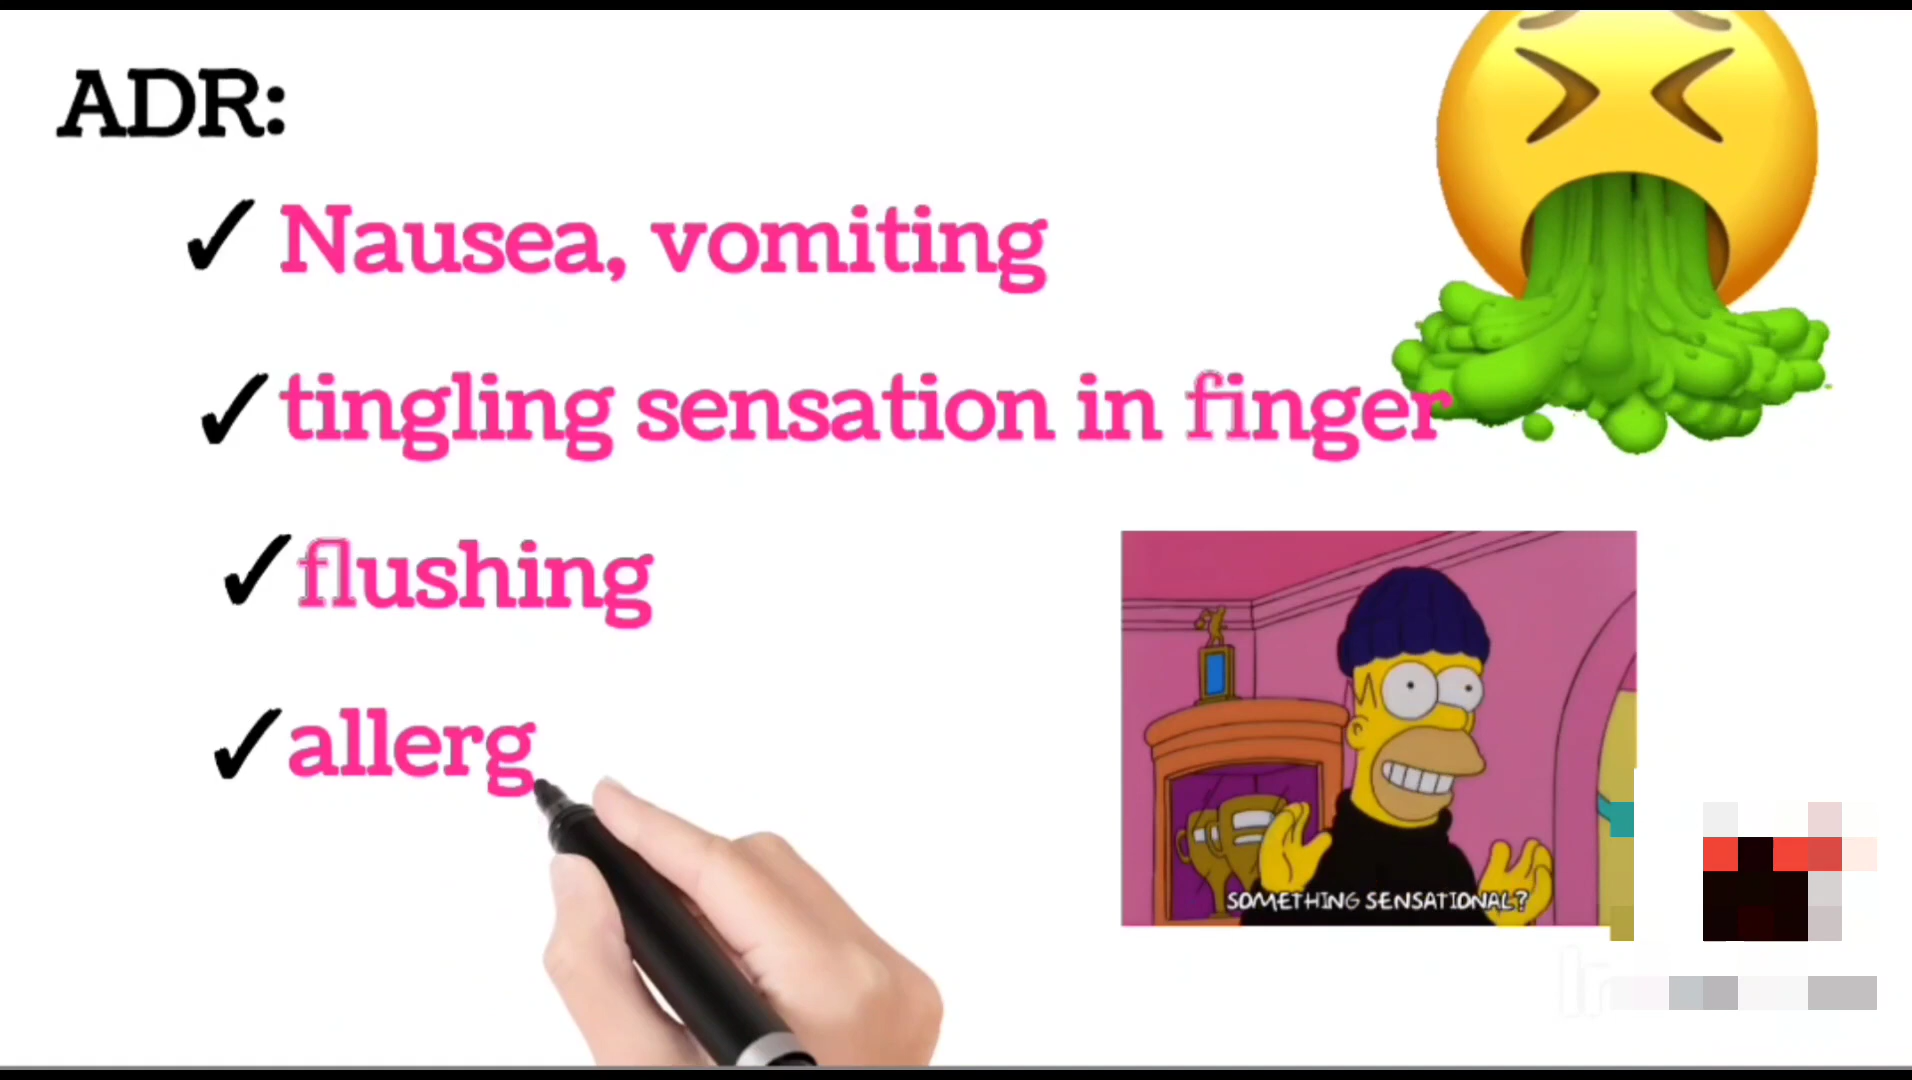 ADR:
✓ Nausea, vomiting
✓ tingling sensation in finger
✓ flushing
✓ allerg
SOMETHING SENSATIONAL?